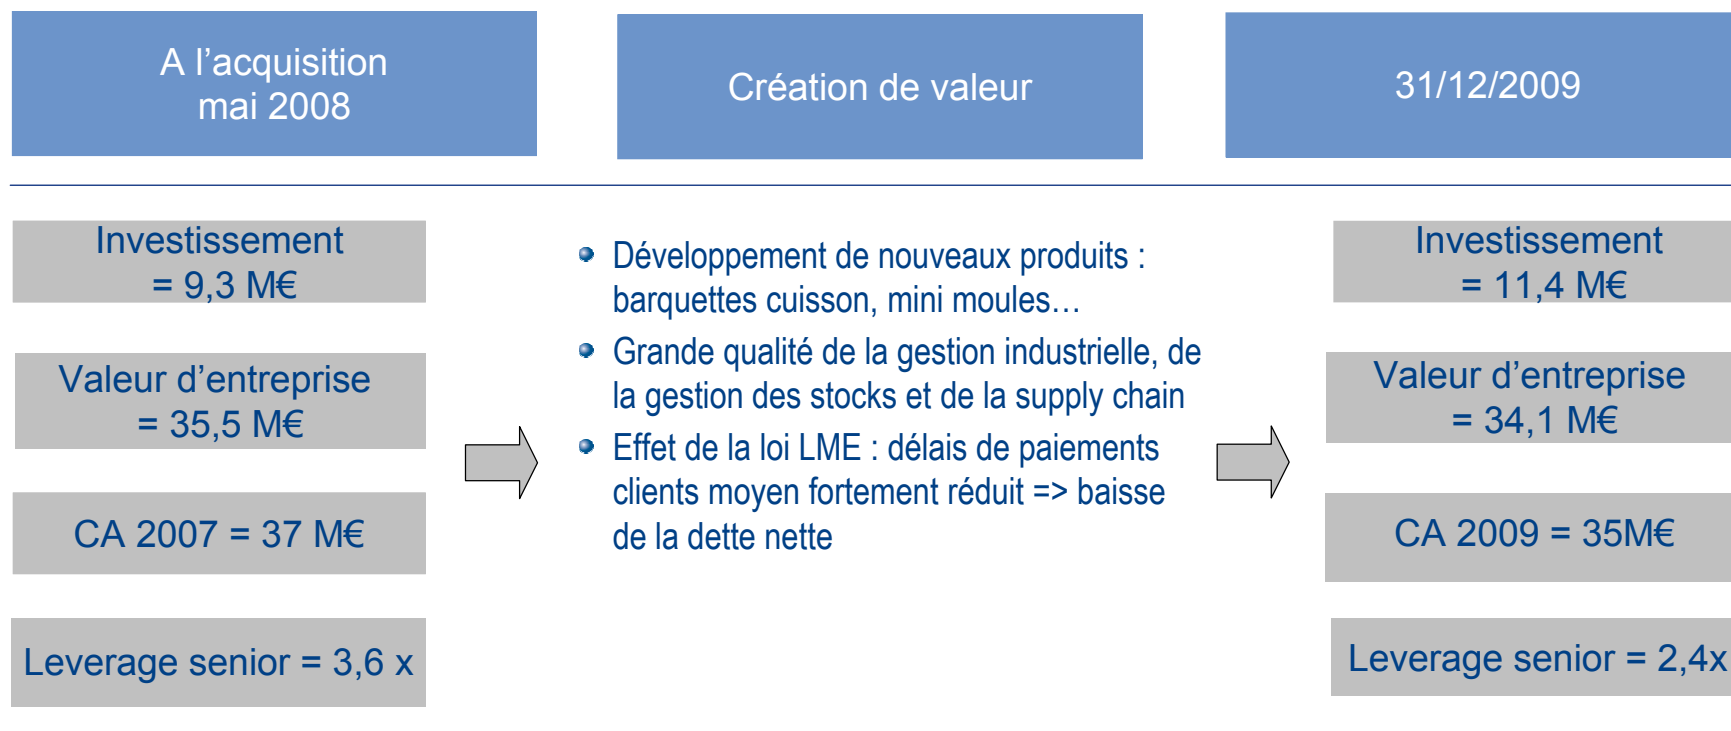 A l’acquisition
mai 2008
Création de valeur
31/12/2009
Investissement
= 9,3 M€
Valeur d’entreprise
= 35,5 M€
CA 2007 = 37 M€
Leverage senior = 3,6 x
Développement de nouveaux produits :
barquettes cuisson, mini moules…
Grande qualité de la gestion industrielle, de
la gestion des stocks et de la supply chain
Effet de la loi LME : délais de paiements
clients moyen fortement réduit => baisse
de la dette nette
Investissement
= 11,4 M€
Valeur d’entreprise
= 34,1 M€
CA 2009 = 35M€
Leverage senior = 2,4x